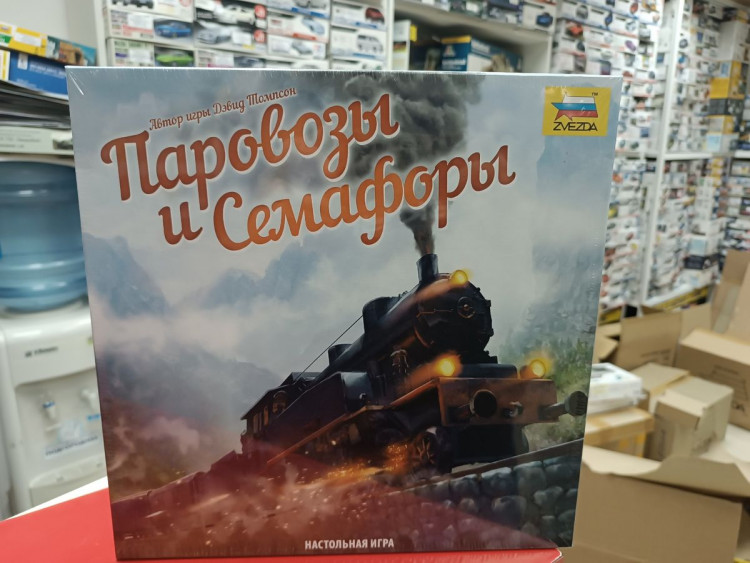 Автор игры Дэвид Томпсон
Паровозы
и Семафоры
ZVEZDA
НАСТОЛЬНАЯ ИГРА